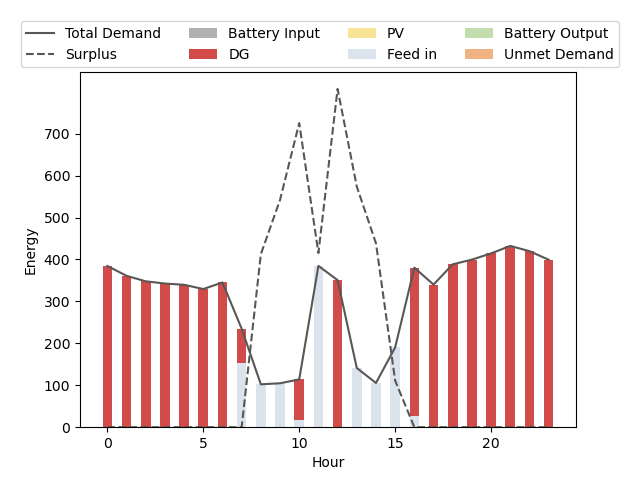 Total Demand Battery Input PV Battery Output
Surplus DG Feed in Unmet Demand
700
600
500
400
300
200
100
0
Energy
0 5 10 15 20
Hour